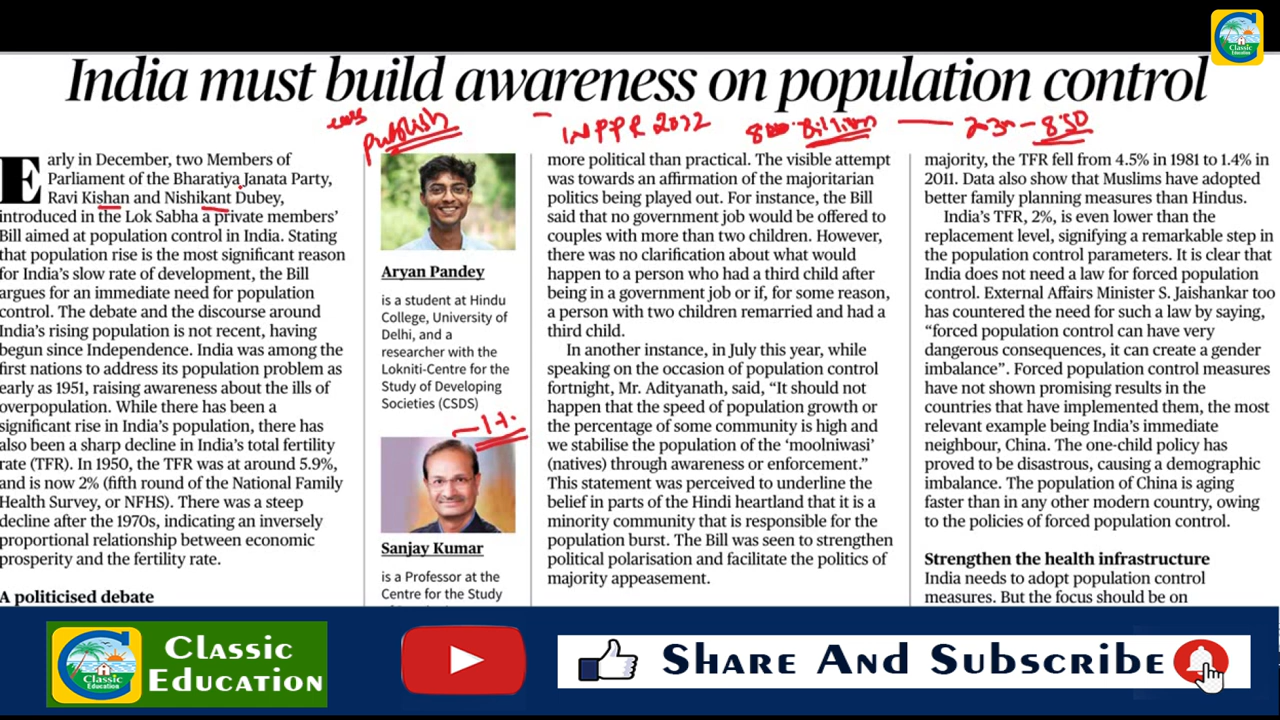 Classic
Education
India must build awareness on population control
publish
2022
Billion
850
Early in December, two Members of
Parliament of the Bharatiya Janata Party,
Ravi Kishan and Nishikant Dubey,
introduced in the Lok Sabha a private members’
Bill aimed at population control in India. Stating
that population rise is the most significant reason
for India’s slow rate of development, the Bill
argues for an immediate need for population
control. The debate and the discourse around
India’s rising population is not recent, having
begun since Independence. India was among the
first nations to address its population problem as
early as 1951, raising awareness about the ills of
overpopulation. While there has been a
significant rise in India’s population, there has
also been a sharp decline in India’s total fertility
rate (TFR). In 1950, the TFR was at around 5.9%,
and is now 2% (fifth round of the National Family
Health Survey, or NFHS). There was a steep
decline after the 1970s, indicating an inversely
proportional relationship between economic
prosperity and the fertility rate.
A politicised debate
Aryan Pandey
is a student at Hindu
College, University of
Delhi, and a
researcher with the
Lokniti-Centre for the
Study of Developing
Societies (CSDS)
Sanjay Kumar
is a Professor at the
Centre for the Study
more political than practical. The visible attempt
was towards an affirmation of the majoritarian
politics being played out. For instance, the Bill
said that no government job would be offered to
couples with more than two children. However,
there was no clarification about what would
happen to a person who had a third child after
being in a government job or if, for some reason,
a person with two children remarried and had a
third child.
In another instance, in July this year, while
speaking on the occasion of population control
fortnight, Mr. Adityanath, said, “It should not
happen that the speed of population growth or
the percentage of some community is high and
we stabilise the population of the ‘moolniwasi’
(natives) through awareness or enforcement.”
This statement was perceived to underline the
belief in parts of the Hindi heartland that it is a
minority community that is responsible for the
population burst. The Bill was seen to strengthen
political polarisation and facilitate the politics of
majority appeasement.
majority, the TFR fell from 4.5% in 1981 to 1.4% in
2011. Data also show that Muslims have adopted
better family planning measures than Hindus.
India’s TFR, 2%, is even lower than the
replacement level, signifying a remarkable step in
the population control parameters. It is clear that
India does not need a law for forced population
control. External Affairs Minister S. Jaishankar too
has countered the need for such a law by saying,
“forced population control can have very
dangerous consequences, it can create a gender
imbalance”. Forced population control measures
have not shown promising results in the
countries that have implemented them, the most
relevant example being India’s immediate
neighbour, China. The one-child policy has
proved to be disastrous, causing a demographic
imbalance. The population of China is aging
faster than in any other modern country, owing
to the policies of forced population control.
Strengthen the health infrastructure
India needs to adopt population control
measures. But the focus should be on
Classic
Education
Classic
Education
Share And Subscribe